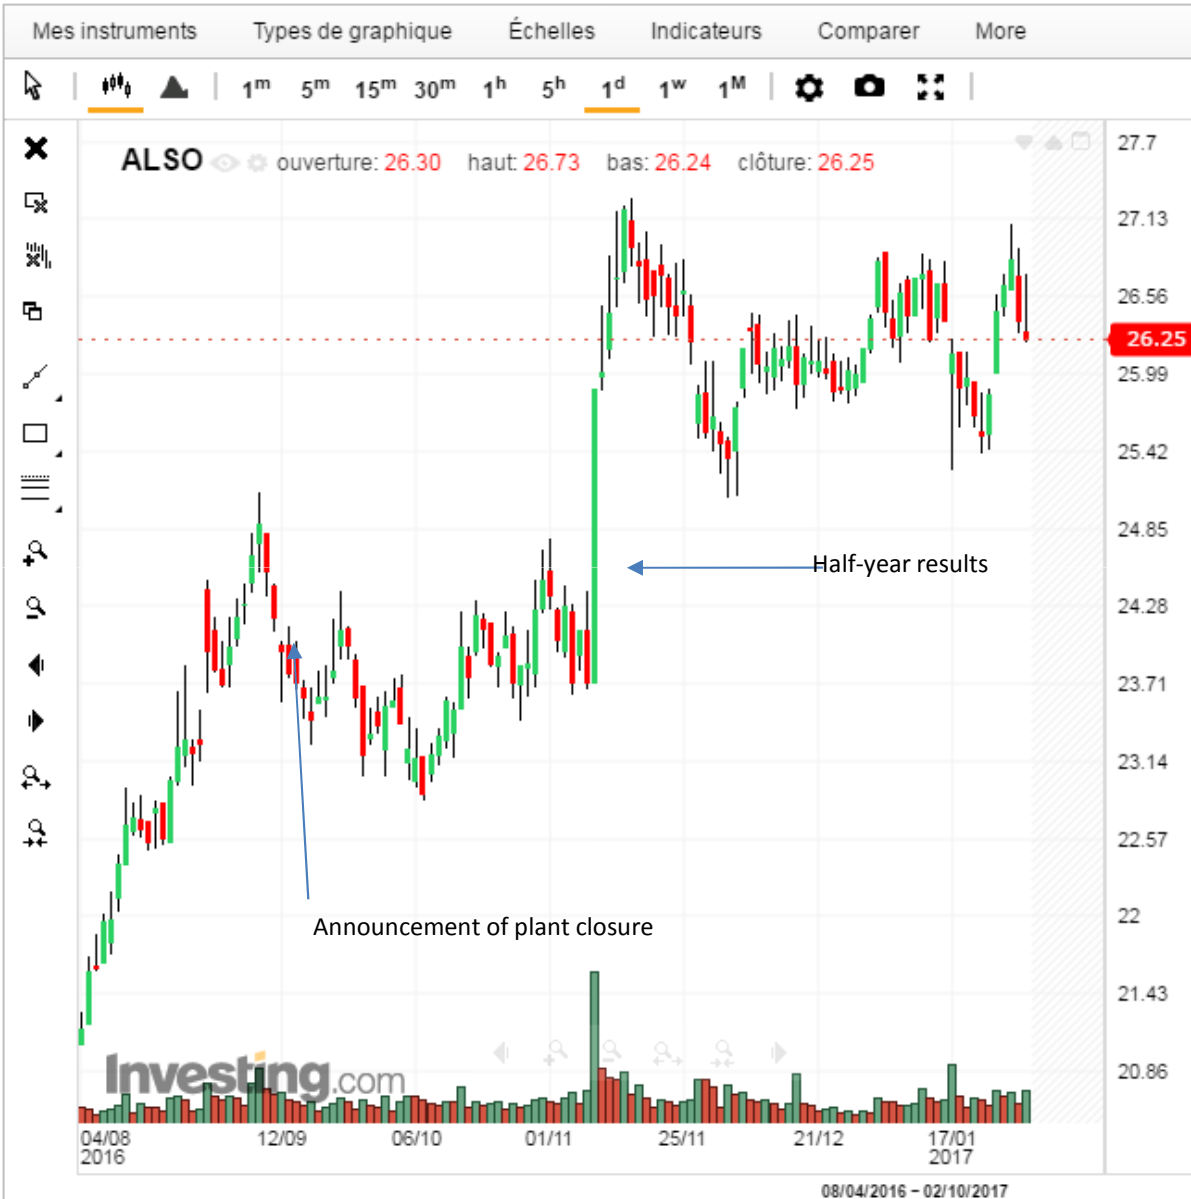 Mes instruments Types de graphique Échelles Indicateurs Comparer More
1m 5m 15m 30m 1h 5h 1d 1w 1M
ALSO ouverture: 26.30 haut: 26.73 bas: 26.24 clôture: 26.25
27.7
27.13
26.56
26.25
25.99
25.42
24.85
Half-year results
24.28
23.71
23.14
22.57
22
Announcement of plant closure
21.43
20.86
Investing.com
04/08 12/09 06/10 01/11 25/11 21/12 17/01
2016 2017
08/04/2016 - 02/10/2017